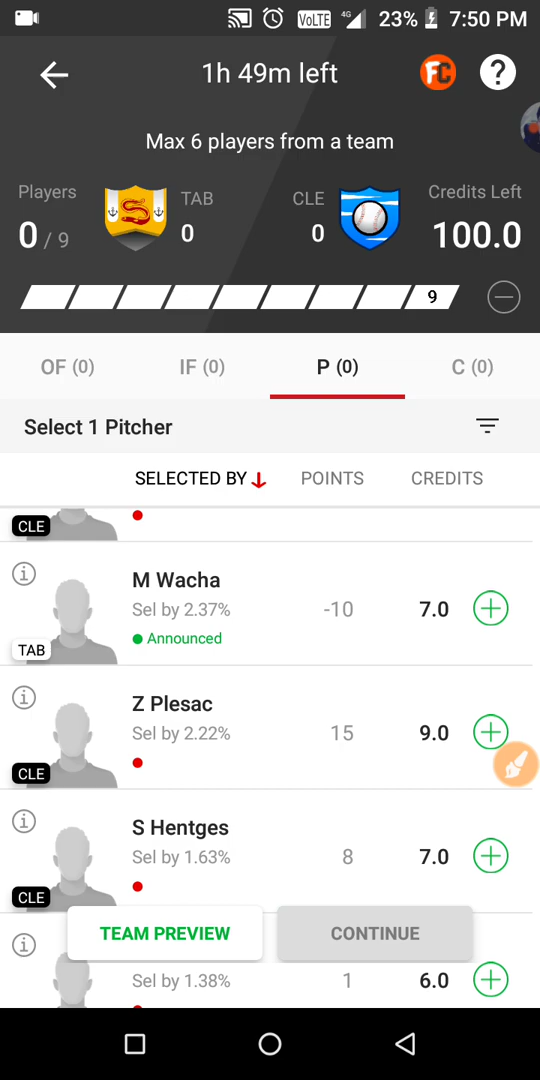 VoLTE 4G 23% 7:50 PM
1h 49m left
FC ?
Max 6 players from a team
Players TAB CLE Credits Left
0 / 9 0 0 100.0
9
OF (0) IF (0) P (0) C (0)
Select 1 Pitcher
SELECTED BY POINTS CREDITS
CLE
M Wacha
Sel by 2.37% -10 7.0
Announced
TAB
Z Plesac
Sel by 2.22% 15 9.0
CLE
S Hentges
Sel by 1.63% 8 7.0
CLE
TEAM PREVIEW CONTINUE
Sel by 1.38% 1 6.0